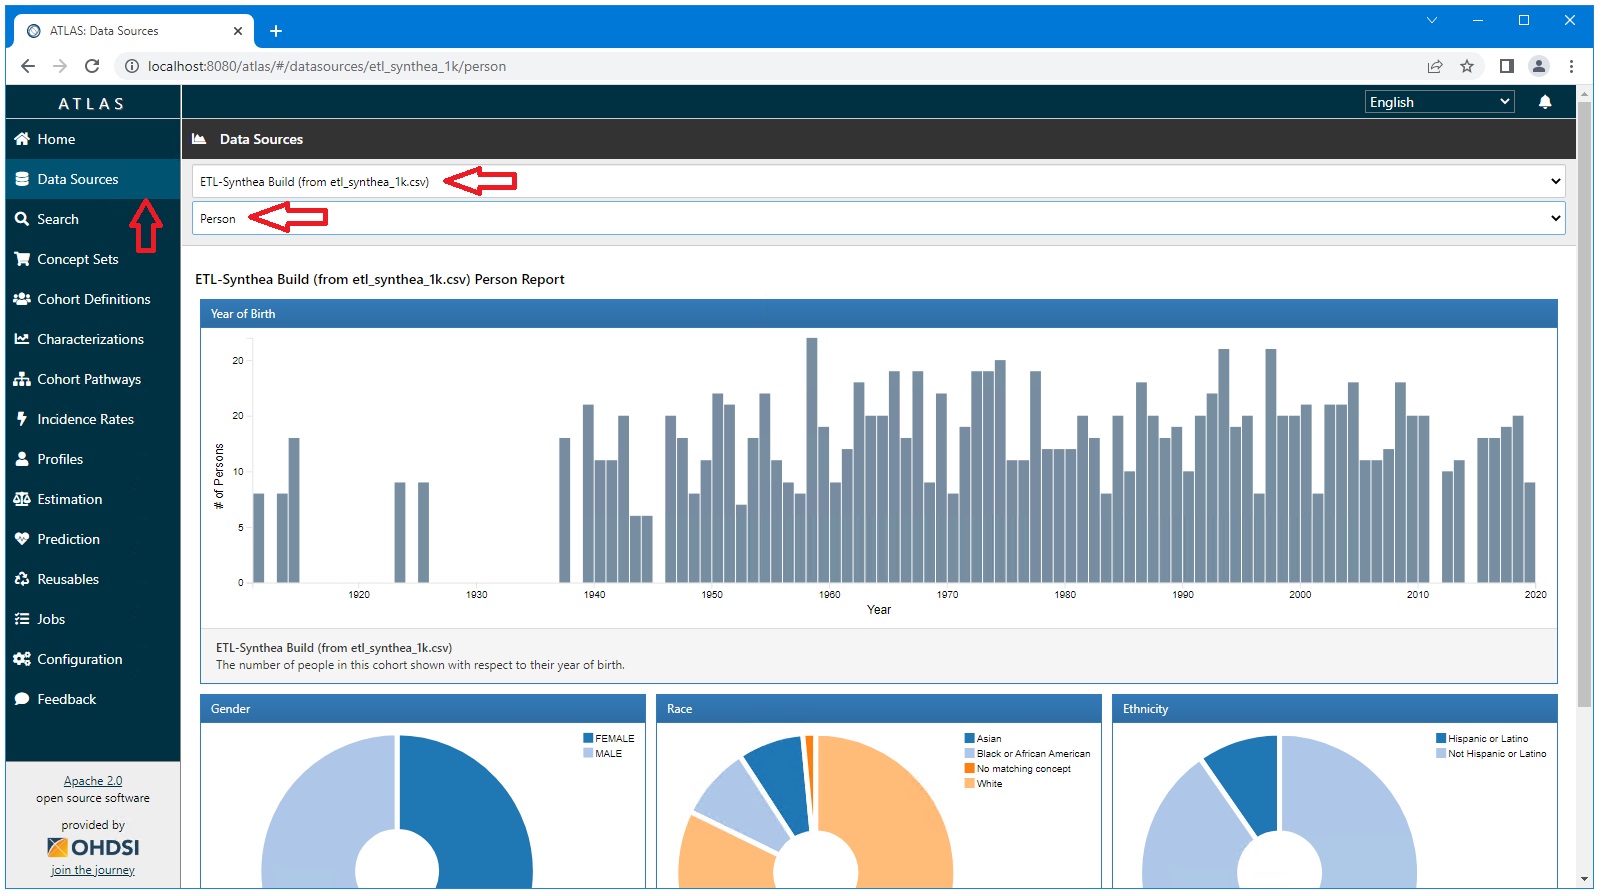 ATLAS: Data Sources
localhost:8080/atlas/#/datasources/etl_synthea_1k/person
ATLAS
English
Home
Data Sources
Search
Concept Sets
Cohort Definitions
Characterizations
Cohort Pathways
Incidence Rates
Profiles
Estimation
Prediction
Reusables
Jobs
Configuration
Feedback
Apache 2.0
open source software
provided by
OHDSI
join the journey
Data Sources
ETL-Synthea Build (from etl_synthea_1k.csv)
Person
ETL-Synthea Build (from etl_synthea_1k.csv) Person Report
Year of Birth
# of Persons
20
20
10
5
0
1920 1930 1940 1950 1960 1970 1980 1990 2000 2010 2020
Year
ETL-Synthea Build (from etl_synthea_1k.csv)
The number of people in this cohort shown with respect to their year of birth.
Gender
FEMALE
MALE
Race
Asian
Black or African American
No matching concept
White
Ethnicity
Hispanic or Latino
Not Hispanic or Latino